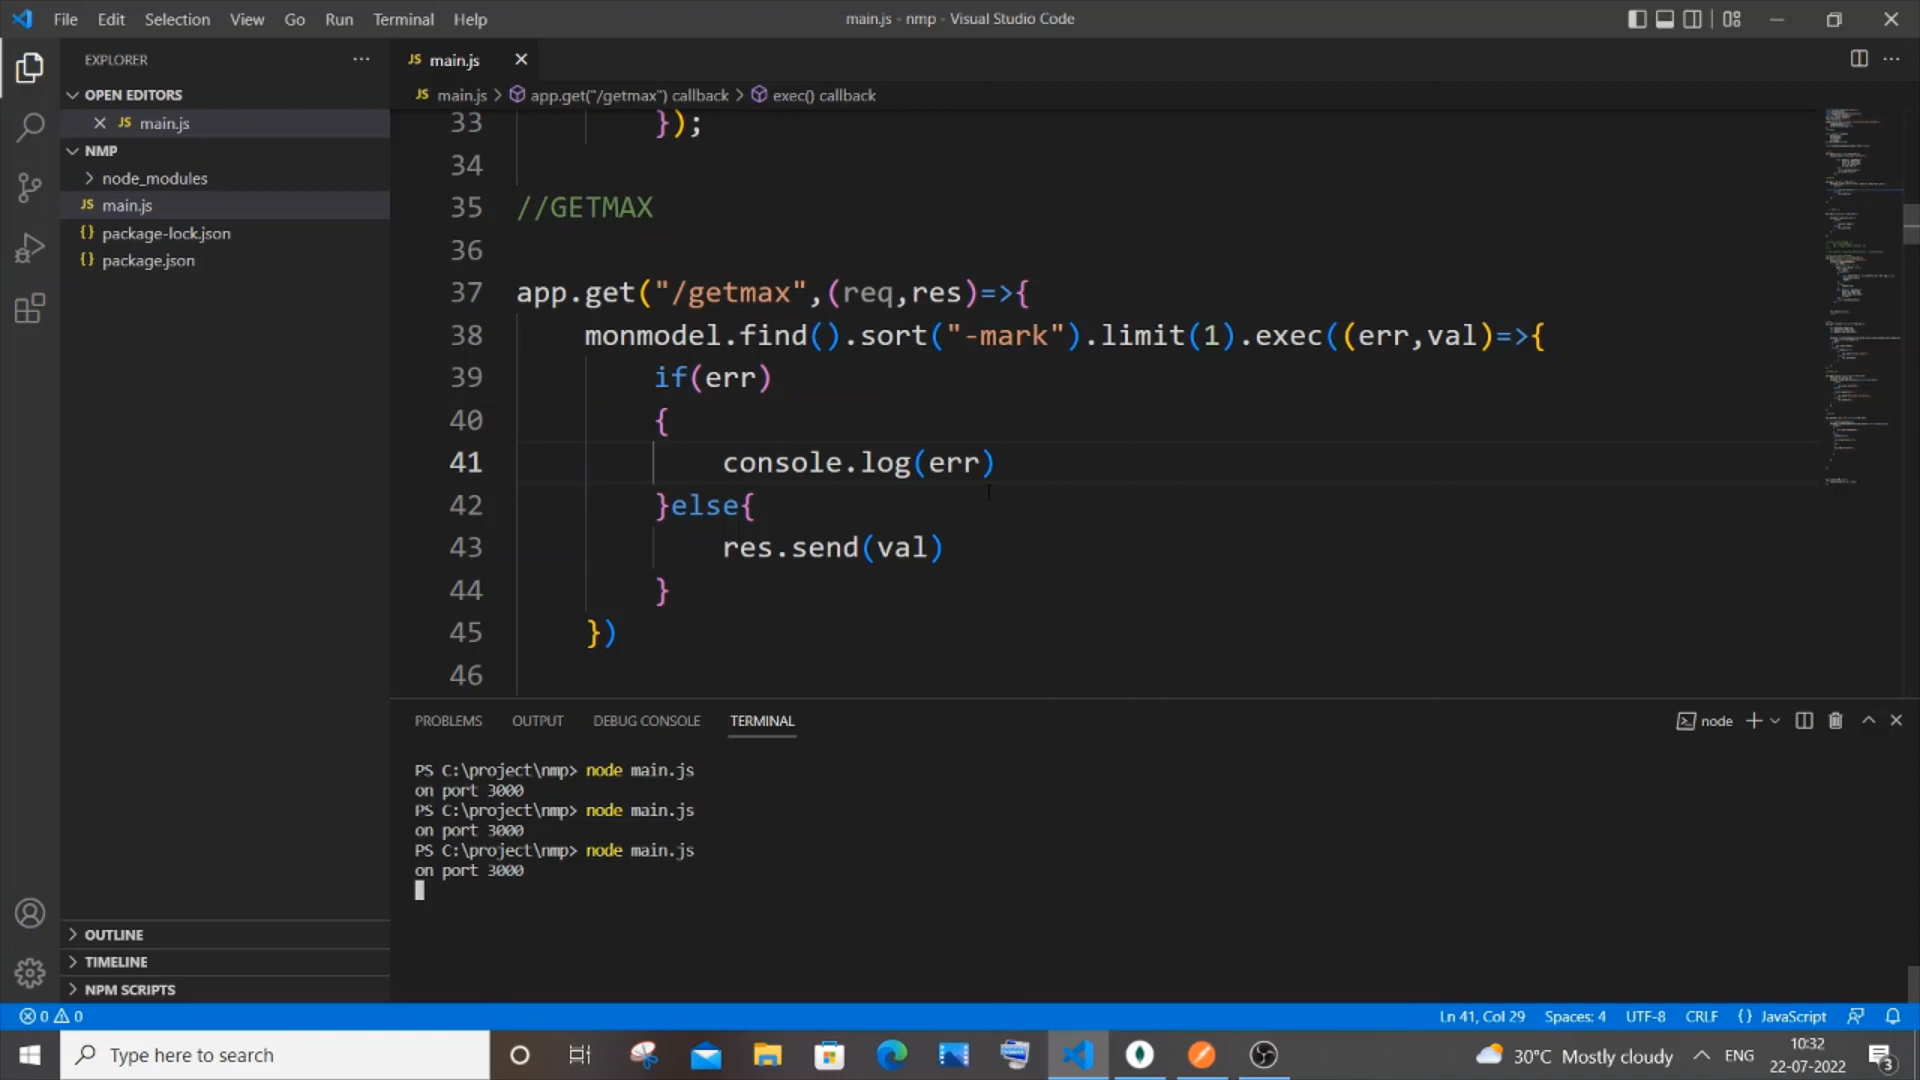 File Edit Selection View Go Run Terminal Help
main.js - nmp - Visual Studio Code
EXPLORER
OPEN EDITORS
JS main.js
NMP
node_modules
JS main.js
{} package-lock.json
{} package.json
OUTLINE
TIMELINE
NPM SCRIPTS
JS main.js
JS main.js > app.get("/getmax") callback > exec() callback
33 });
34
35 //GETMAX
36
37 app.get("/getmax",(req,res)=>{
38 monmodel.find().sort("-mark").limit(1).exec((err,val)=>{
39 if(err)
40 {
41 console.log(err)
42 }else{
43 res.send(val)
44 }
45 })
46
PROBLEMS OUTPUT DEBUG CONSOLE TERMINAL
node
PS C:\project\nmp> node main.js
on port 3000
PS C:\project\nmp> node main.js
on port 3000
PS C:\project\nmp> node main.js
on port 3000
0 0
Ln 41, Col 29 Spaces: 4 UTF-8 CRLF {} JavaScript
Type here to search
30°C Mostly cloudy
ENG
10:32
22-07-2022
3